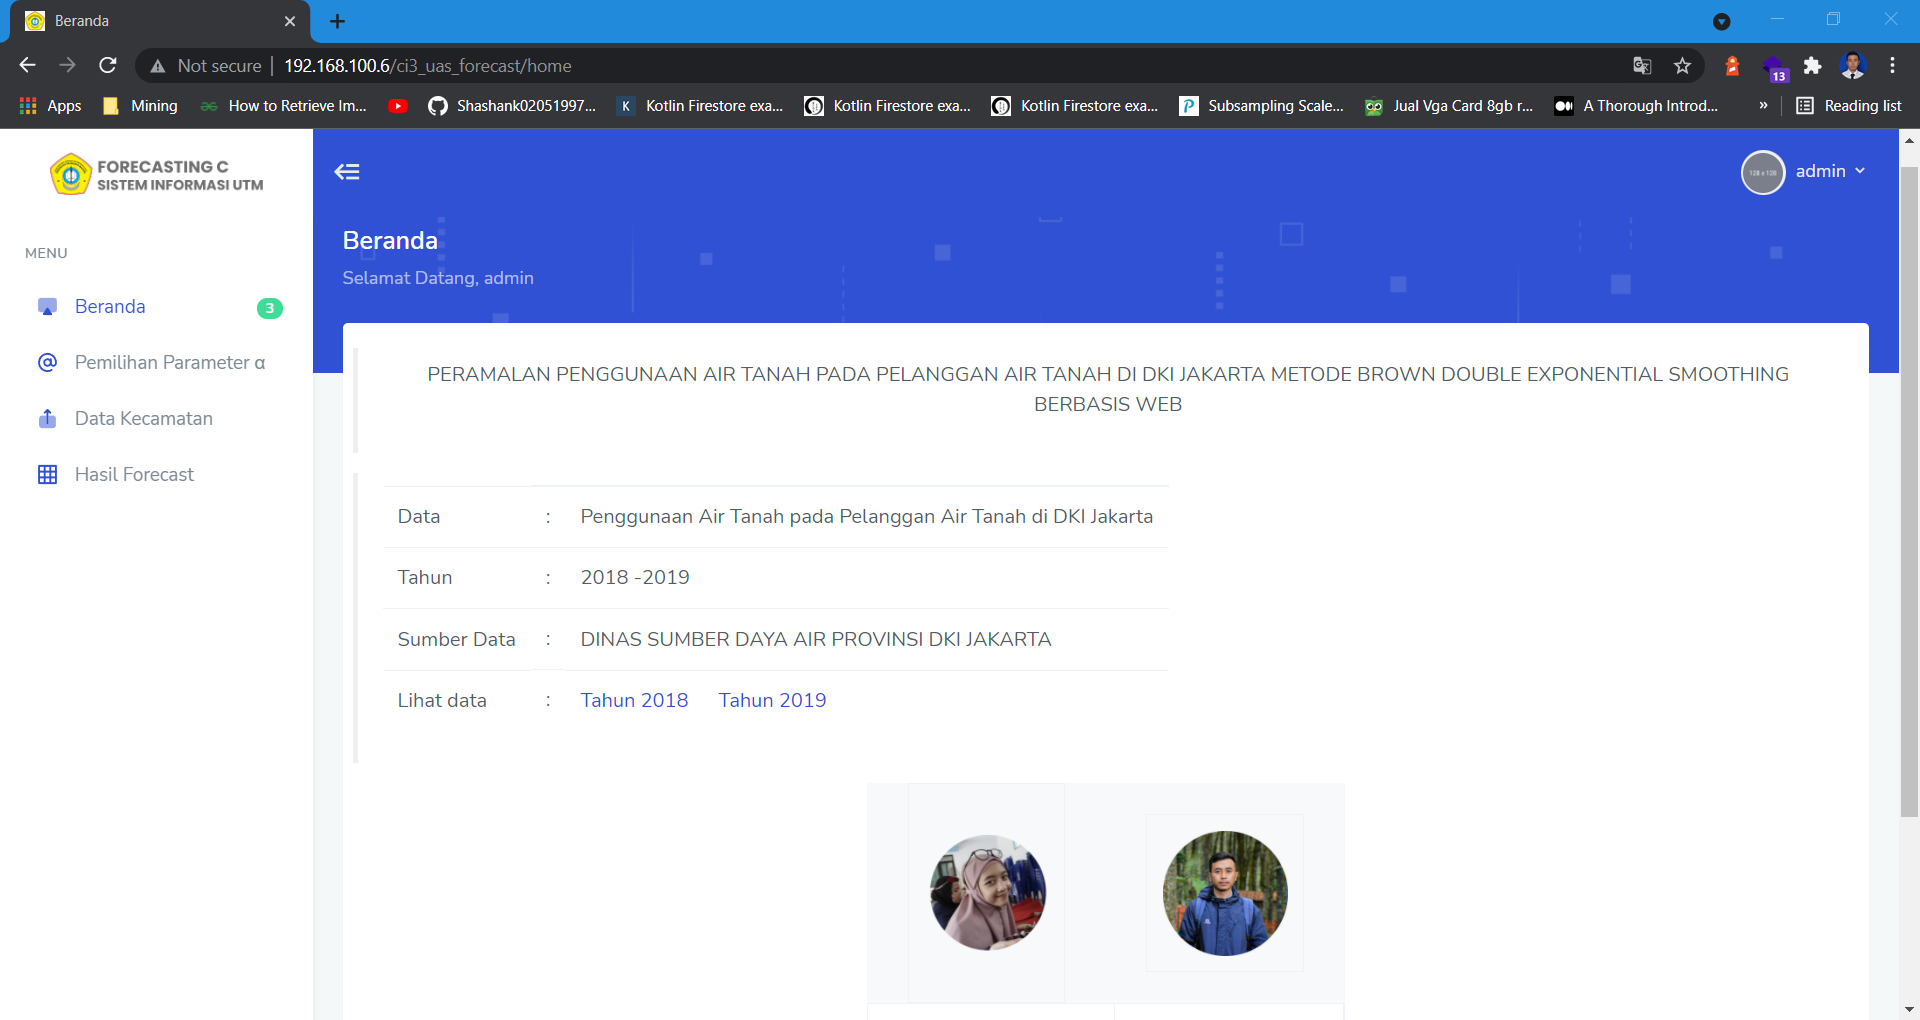 Beranda
Not secure | 192.168.100.6/ci3_uas_forecast/home
13
Apps
Mining
How to Retrieve Im...
Shashank02051997...
K Kotlin Firestore exa...
Kotlin Firestore exa...
Kotlin Firestore exa...
P Subsampling Scale...
Jual Vga Card 8gb r...
A Thorough Introd...
»
Reading list
FORECASTING C
SISTEM INFORMASI UTM
128 x 128
admin
MENU
Beranda 3
Pemilihan Parameter α
Data Kecamatan
Hasil Forecast
Beranda
Selamat Datang, admin
PERAMALAN PENGGUNAAN AIR TANAH PADA PELANGGAN AIR TANAH DI DKI JAKARTA METODE BROWN DOUBLE EXPONENTIAL SMOOTHING
BERBASIS WEB
Data : Penggunaan Air Tanah pada Pelanggan Air Tanah di DKI Jakarta
Tahun : 2018 -2019
Sumber Data : DINAS SUMBER DAYA AIR PROVINSI DKI JAKARTA
Lihat data : Tahun 2018 Tahun 2019